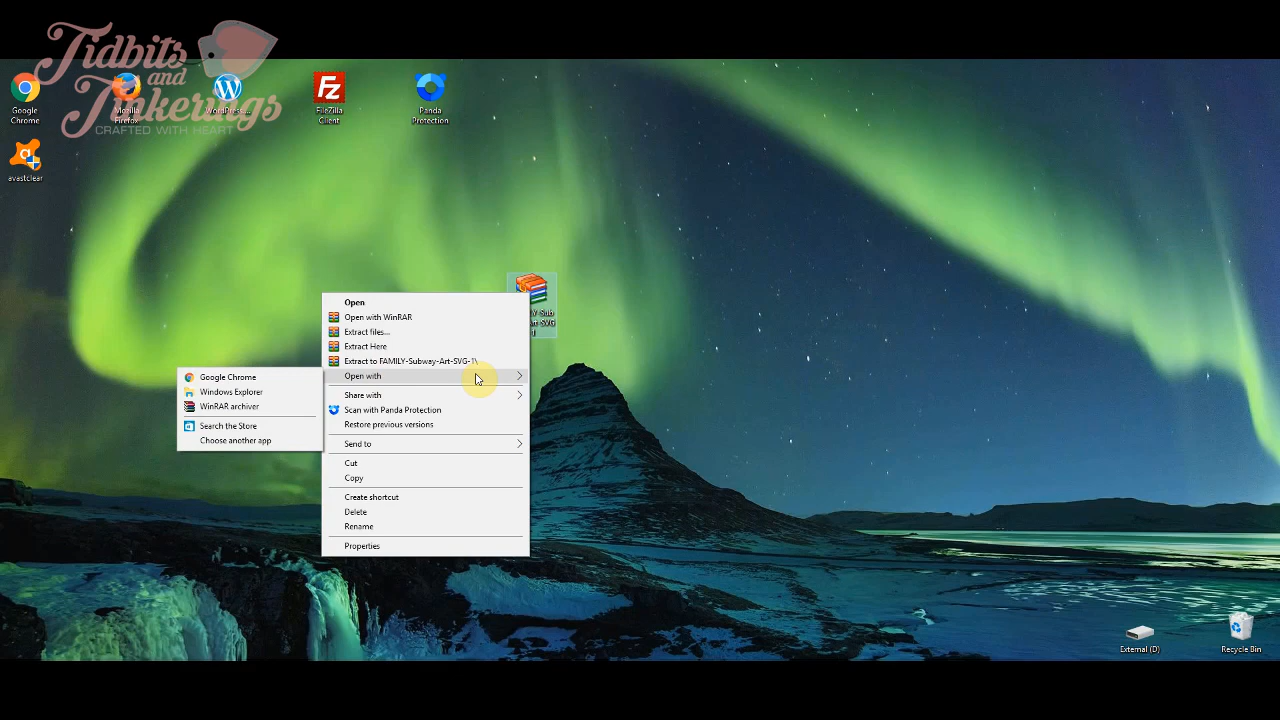 Tidbits
and
Tinkerings
CRAFTED WITH HEART
Google
Chrome
Mozilla
Firefox
FileZilla
Client
Panda
Protection
avastclear
Open
Open with WinRAR
Extract files...
Extract Here
Extract to FAMILY-Subway-Art-SVG-1\
Open with
Share with
Scan with Panda Protection
Restore previous versions
Send to
Cut
Copy
Create shortcut
Delete
Rename
Properties
Google Chrome
Windows Explorer
WinRAR archiver
Search the Store
Choose another app
External (D)
Recycle Bin